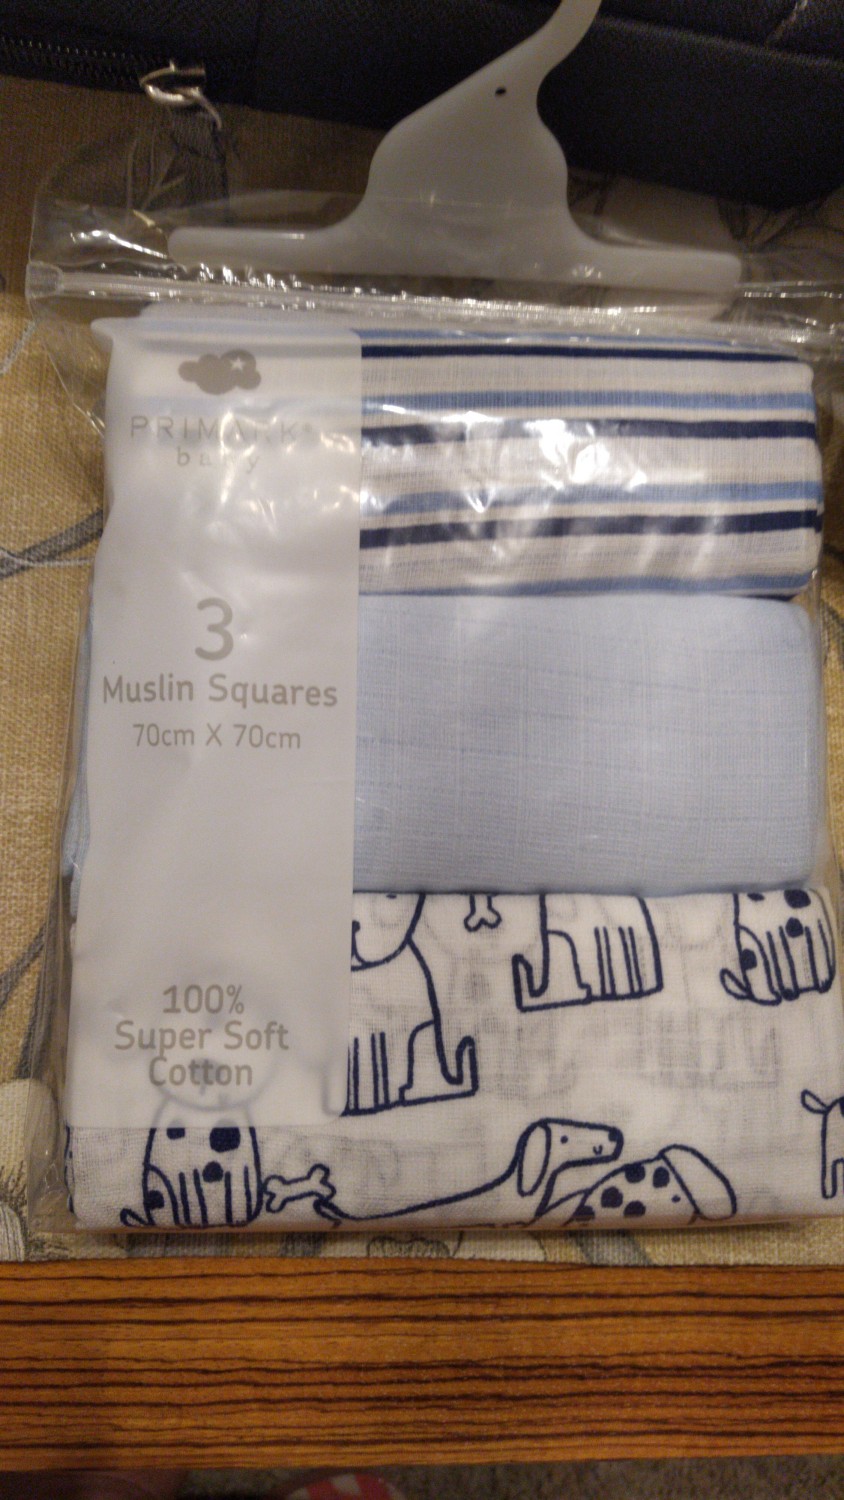 PRIMARK®
baby
3
Muslin Squares
70cm X 70cm
100%
Super Soft
Cotton